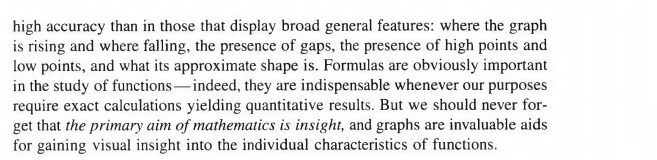 high accuracy than in those that display broad general features: where the graph
is rising and where falling, the presence of gaps, the presence of high points and
low points, and what its approximate shape is. Formulas are obviously important
in the study of functions—indeed, they are indispensable whenever our purposes
require exact calculations yielding quantitative results. But we should never for-
get that the primary aim of mathematics is insight, and graphs are invaluable aids
for gaining visual insight into the individual characteristics of functions.